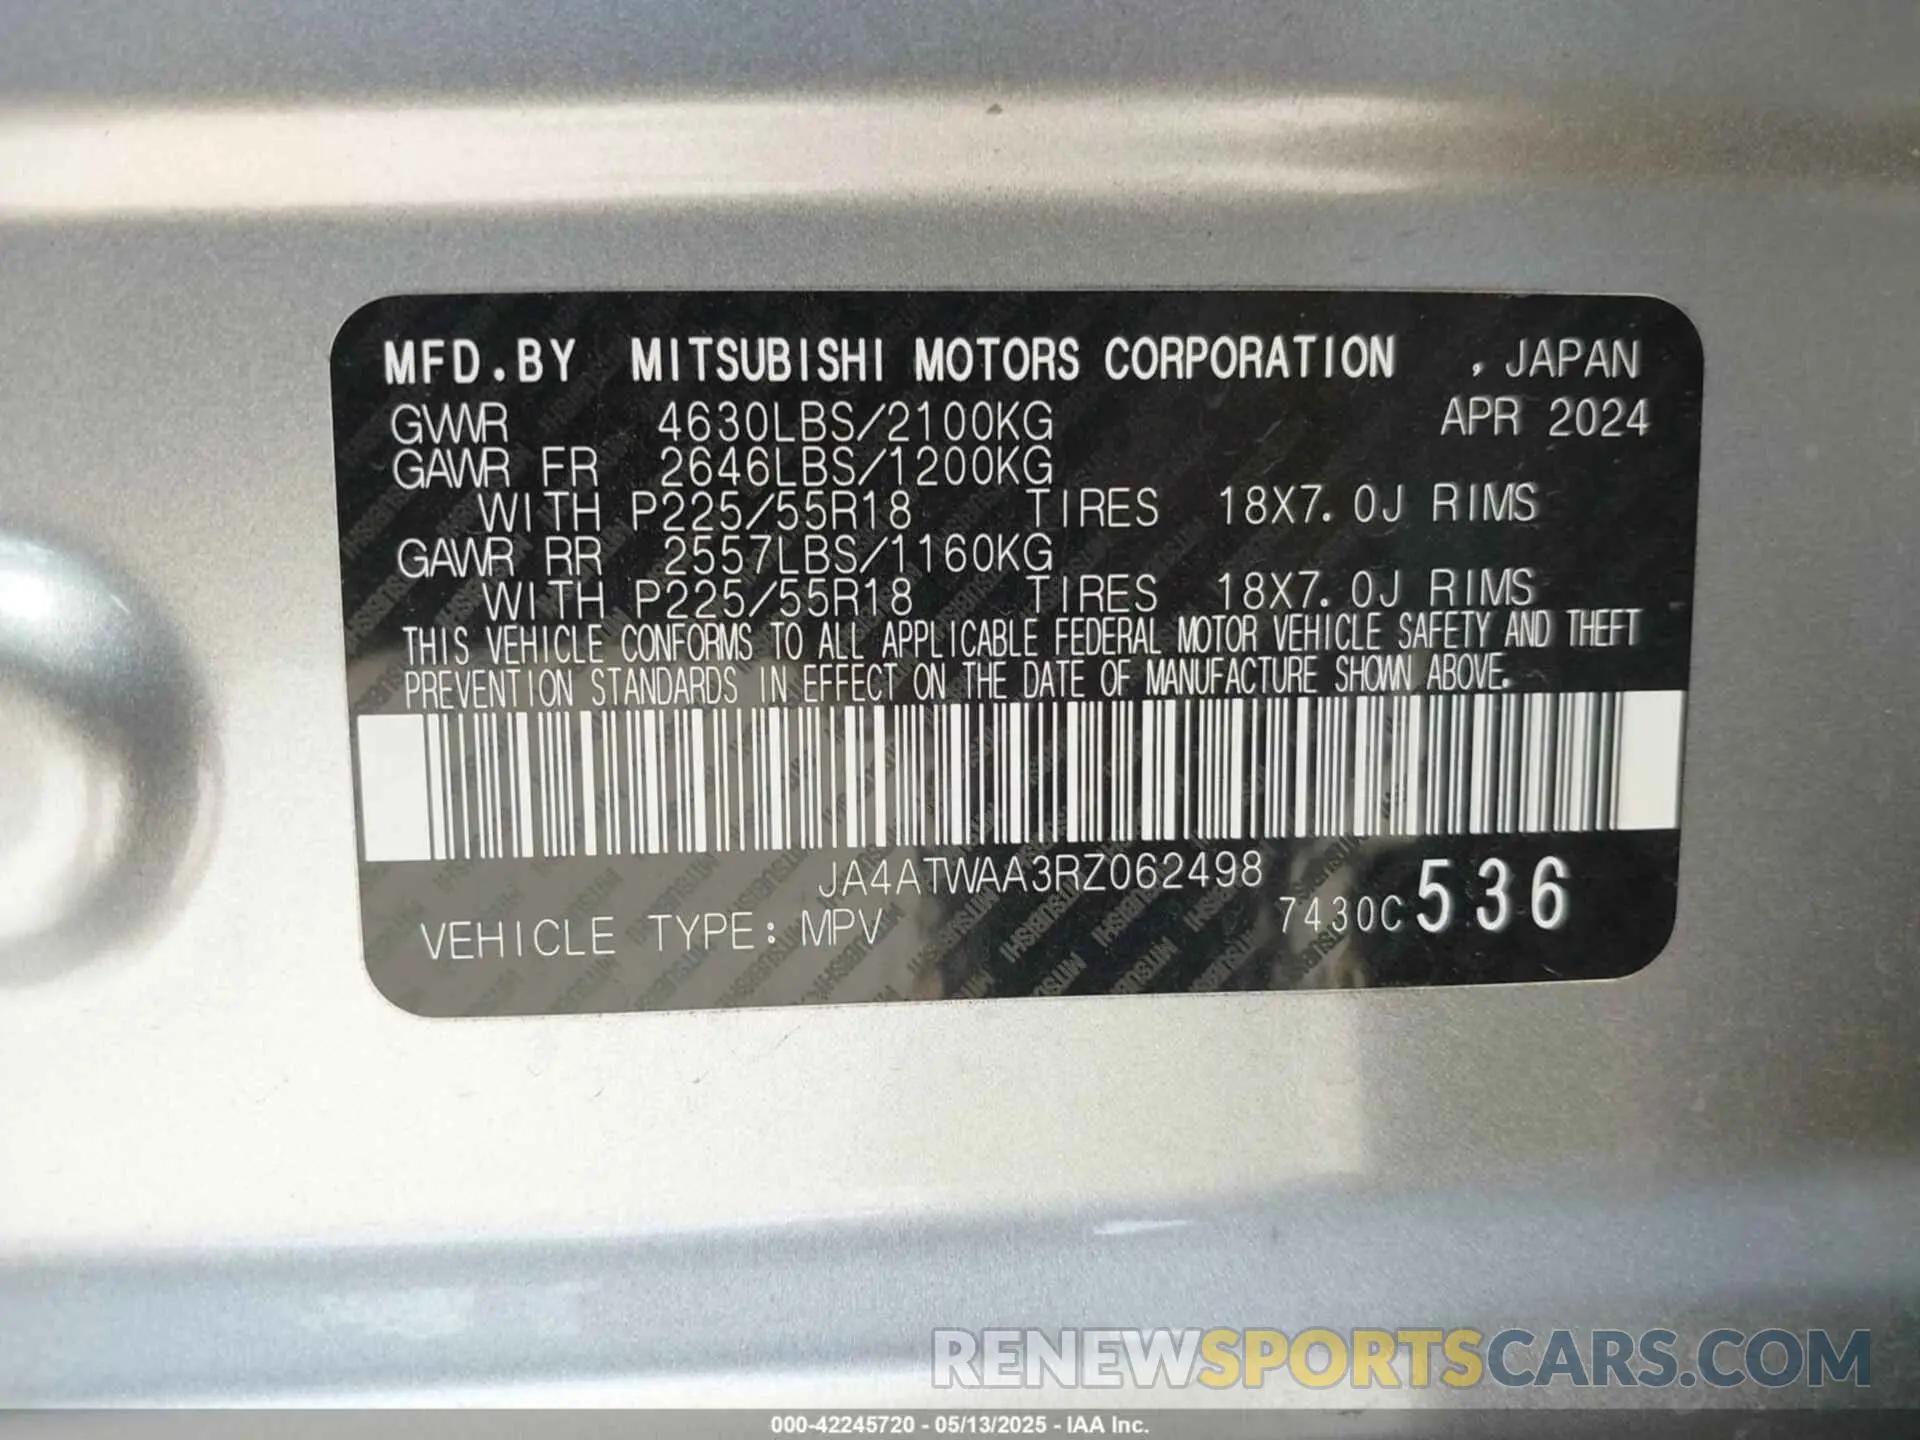 MFD.BY MITSUBISHI MOTORS CORPORATION , JAPAN
GVWR 4630LBS/2100KG APR 2024
GAWR FR 2646LBS/1200KG
WITH P225/55R18 TIRES 18X7.0J RIMS
GAWR RR 2557LBS/1160KG
WITH P225/55R18 TIRES 18X7.0J RIMS
THIS VEHICLE CONFORMS TO ALL APPLICABLE FEDERAL MOTOR VEHICLE SAFETY AND THEFT
PREVENTION STANDARDS IN EFFECT ON THE DATE OF MANUFACTURE SHOWN ABOVE.
JA4ATWAA3RZ062498
VEHICLE TYPE: MPV 7430C 536
RENEWSPORTSCARS.COM
000-42245720 - 05/13/2025 - IAA Inc.